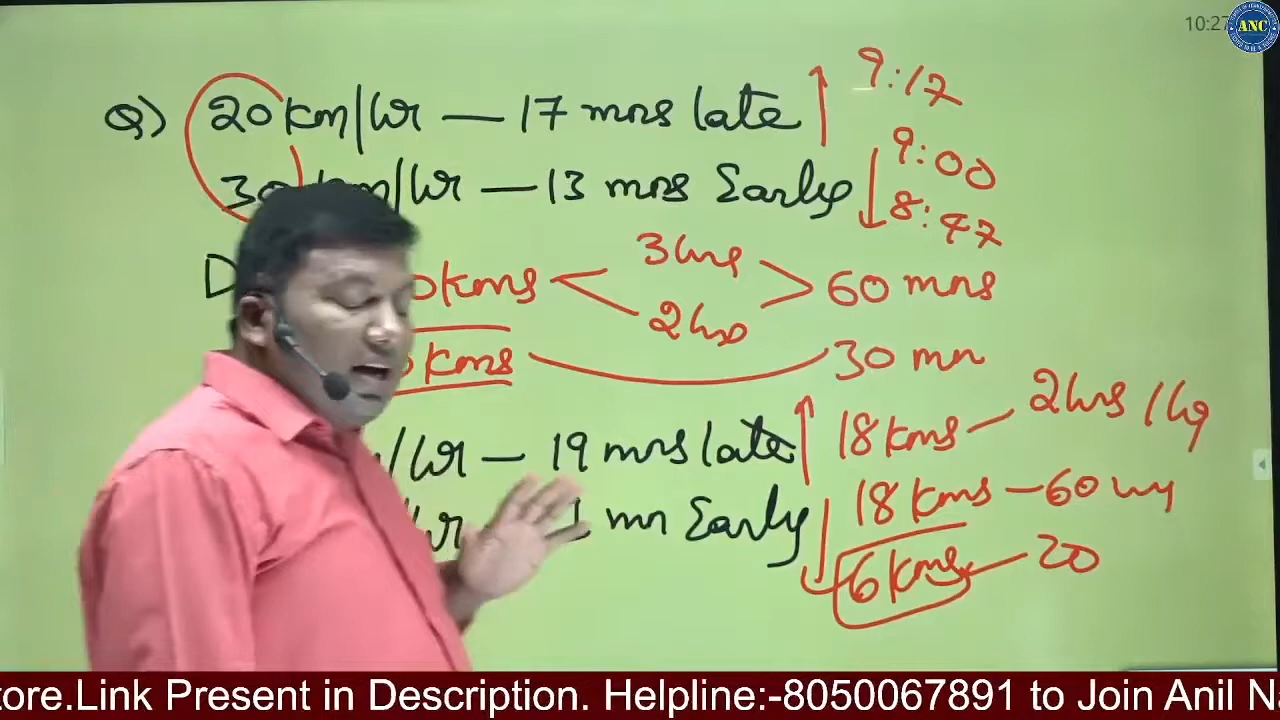 10:27
ANC
Q) 20 km/hr — 17 mns late 9:17
30 km/hr — 13 mns Early 9:00
8:47
D kms 3 hrs 60 mns
2 hrs
kms 30 mn
/hr — 19 mns late 18 kms — 2 hrs / 1 hr
hr mn Early 18 kms — 60
6 kms — 20
tore.Link Present in Description. Helpline:-8050067891 to Join Anil N